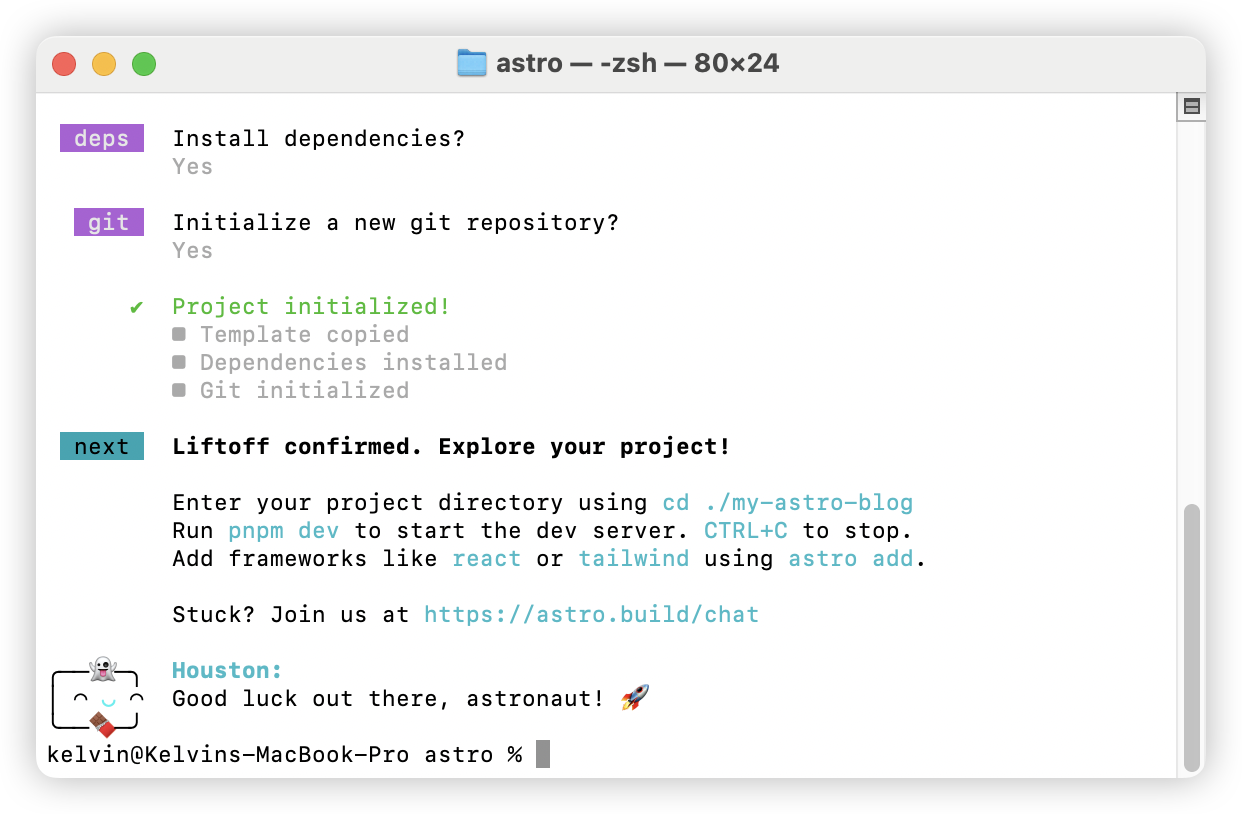 astro — -zsh — 80×24
deps Install dependencies?
Yes
git Initialize a new git repository?
Yes
✔ Project initialized!
■ Template copied
■ Dependencies installed
■ Git initialized
next Liftoff confirmed. Explore your project!
Enter your project directory using cd ./my-astro-blog
Run pnpm dev to start the dev server. CTRL+C to stop.
Add frameworks like react or tailwind using astro add.
Stuck? Join us at https://astro.build/chat
Houston:
Good luck out there, astronaut! 🚀
kelvin@Kelvins-MacBook-Pro astro %